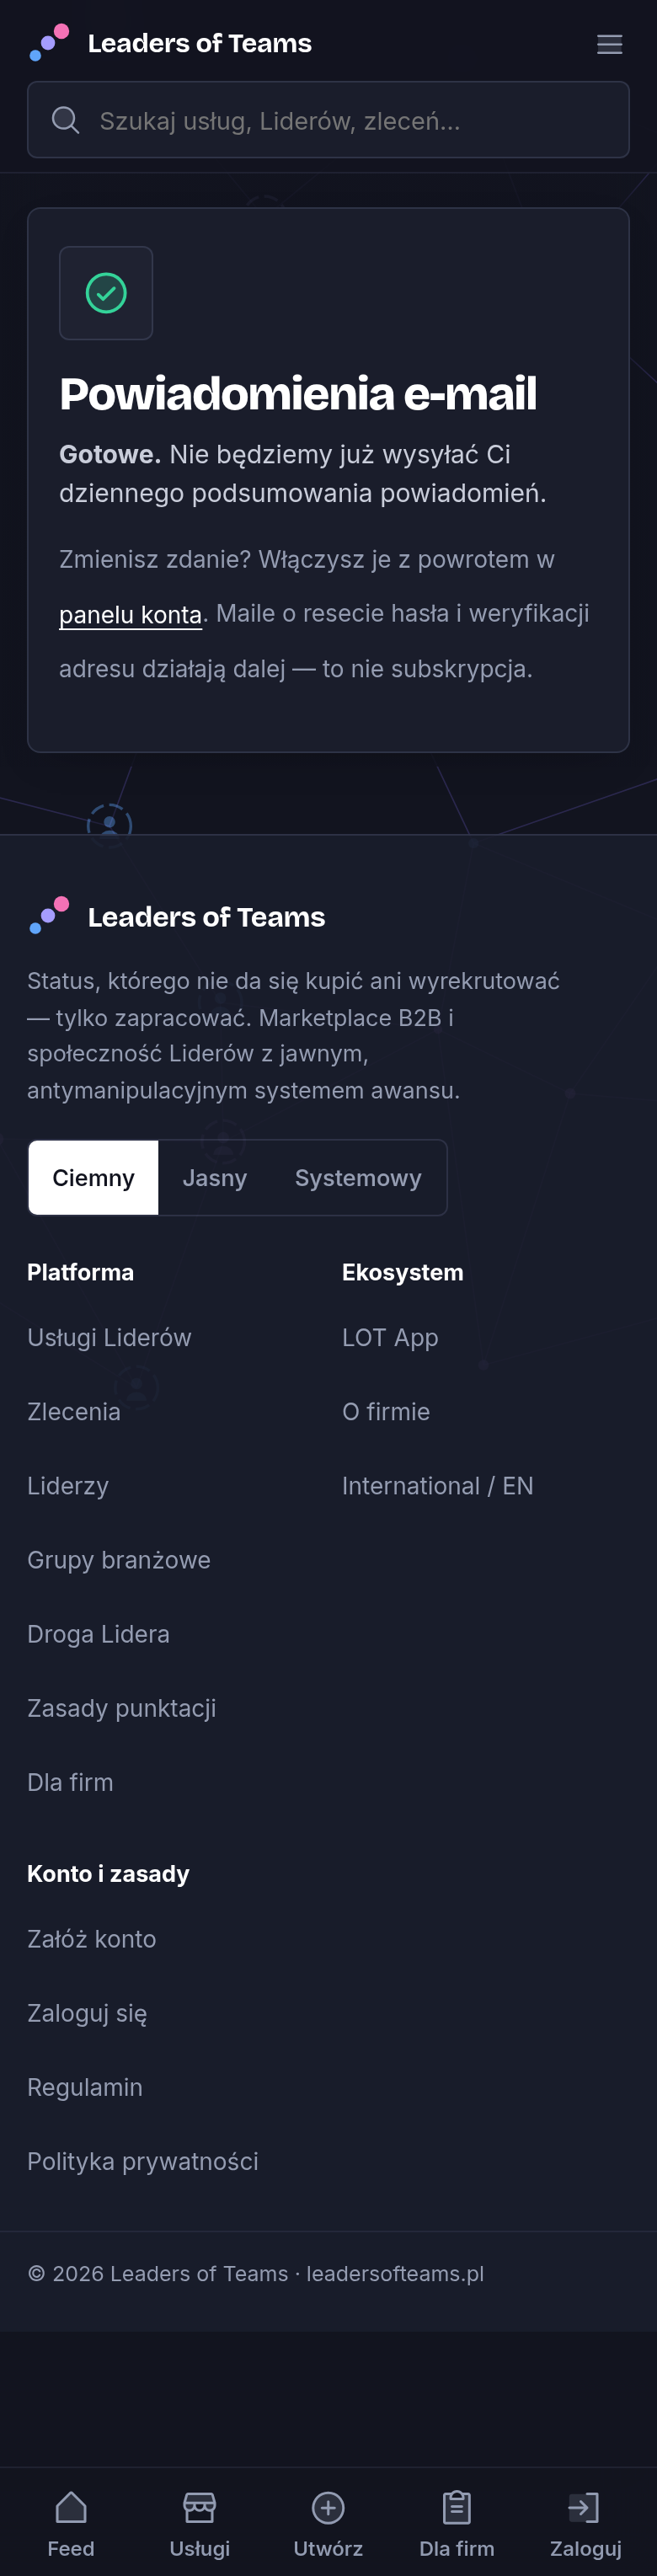 Leaders of Teams
Szukaj usług, Liderów, zleceń...
Powiadomienia e-mail
Gotowe. Nie będziemy już wysyłać Ci
dziennego podsumowania powiadomień.
Zmienisz zdanie? Włączysz je z powrotem w
panelu konta. Maile o resecie hasła i weryfikacji
adresu działają dalej — to nie subskrypcja.
Leaders of Teams
Status, którego nie da się kupić ani wyrekrutować
— tylko zapracować. Marketplace B2B i
społeczność Liderów z jawnym,
antymanipulacyjnym systemem awansu.
Ciemny Jasny Systemowy
Platforma
Usługi Liderów
Zlecenia
Liderzy
Grupy branżowe
Droga Lidera
Zasady punktacji
Dla firm
Ekosystem
LOT App
O firmie
International / EN
Konto i zasady
Załóż konto
Zaloguj się
Regulamin
Polityka prywatności
© 2026 Leaders of Teams · leadersofteams.pl
Feed Usługi Utwórz Dla firm Zaloguj